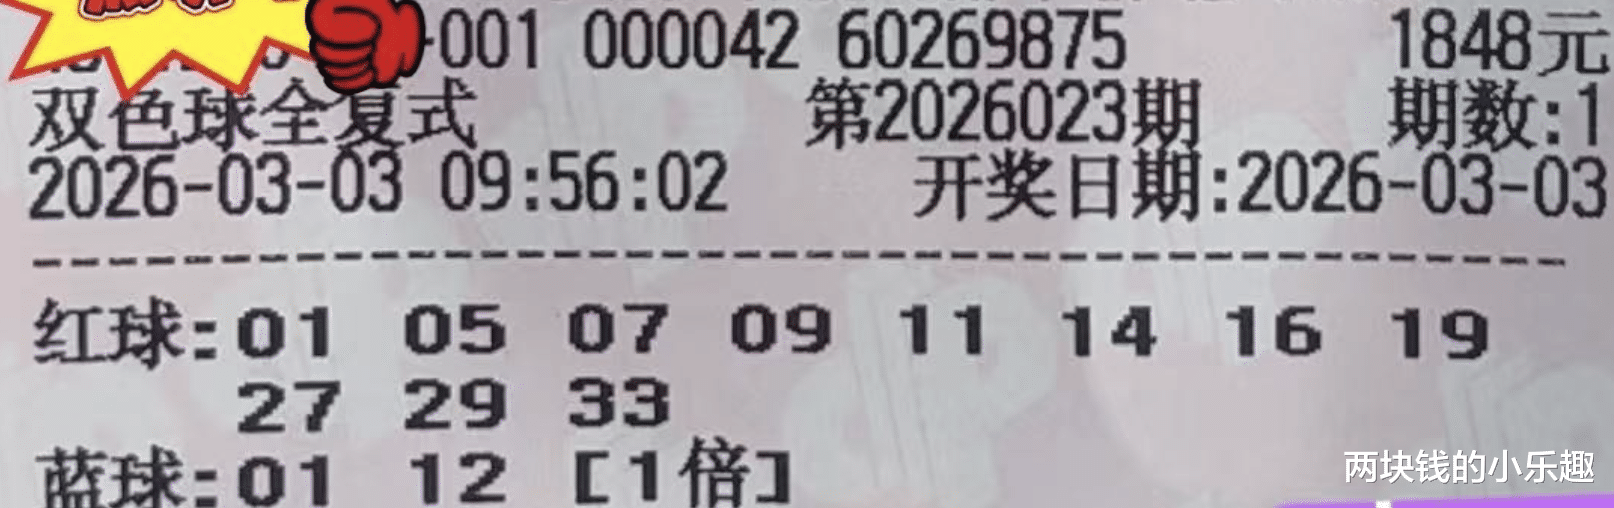 -001 000042 60269875 1848元
双色球全复式 第2026023期 期数:1
2026-03-03 09:56:02 开奖日期:2026-03-03
--------------------------------------------
红球:01 05 07 09 11 14 16 19
27 29 33
蓝球:01 12 [1倍]
两块钱的小乐趣